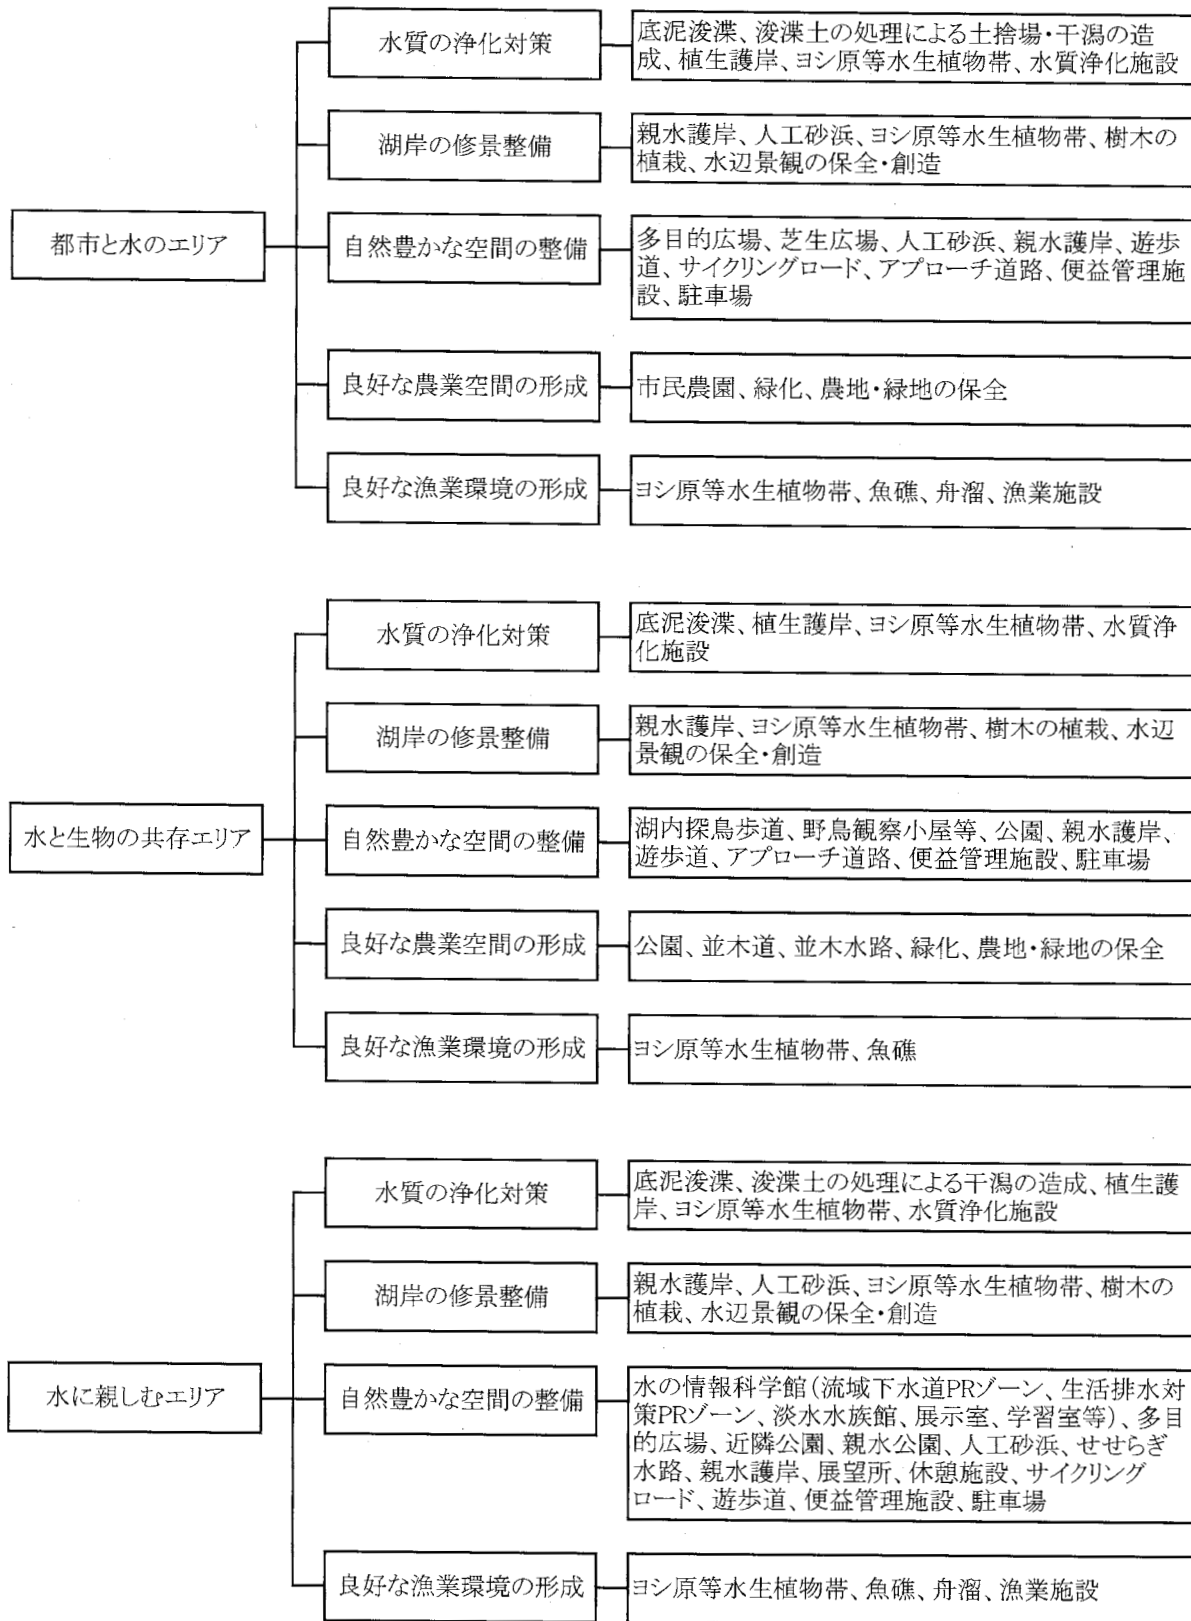 都市と水のエリア
水質の浄化対策
底泥浚渫、浚渫土の処理による土捨場・干潟の造
成、植生護岸、ヨシ原等水生植物帯、水質浄化施設
湖岸の修景整備
親水護岸、人工砂浜、ヨシ原等水生植物帯、樹木の
植栽、水辺景観の保全・創造
自然豊かな空間の整備
多目的広場、芝生広場、人工砂浜、親水護岸、遊歩
道、サイクリングロード、アプローチ道路、便益管理施
設、駐車場
良好な農業空間の形成
市民農園、緑化、農地・緑地の保全
良好な漁業環境の形成
ヨシ原等水生植物帯、魚礁、舟溜、漁業施設
水と生物の共存エリア
水質の浄化対策
底泥浚渫、植生護岸、ヨシ原等水生植物帯、水質浄
化施設
湖岸の修景整備
親水護岸、ヨシ原等水生植物帯、樹木の植栽、水辺
景観の保全・創造
自然豊かな空間の整備
湖内探鳥歩道、野鳥観察小屋等、公園、親水護岸、
遊歩道、アプローチ道路、便益管理施設、駐車場
良好な農業空間の形成
公園、並木道、並木水路、緑化、農地・緑地の保全
良好な漁業環境の形成
ヨシ原等水生植物帯、魚礁
水に親しむエリア
水質の浄化対策
底泥浚渫、浚渫土の処理による干潟の造成、植生護
岸、ヨシ原等水生植物帯、水質浄化施設
湖岸の修景整備
親水護岸、人工砂浜、ヨシ原等水生植物帯、樹木の
植栽、水辺景観の保全・創造
自然豊かな空間の整備
水の情報科学館(流域下水道PRゾーン、生活排水対
策PRゾーン、淡水水族館、展示室、学習室等)、多目
的広場、近隣公園、親水公園、人工砂浜、せせらぎ
水路、親水護岸、展望所、休憩施設、サイクリング
ロード、遊歩道、便益管理施設、駐車場
良好な漁業環境の形成
ヨシ原等水生植物帯、魚礁、舟溜、漁業施設